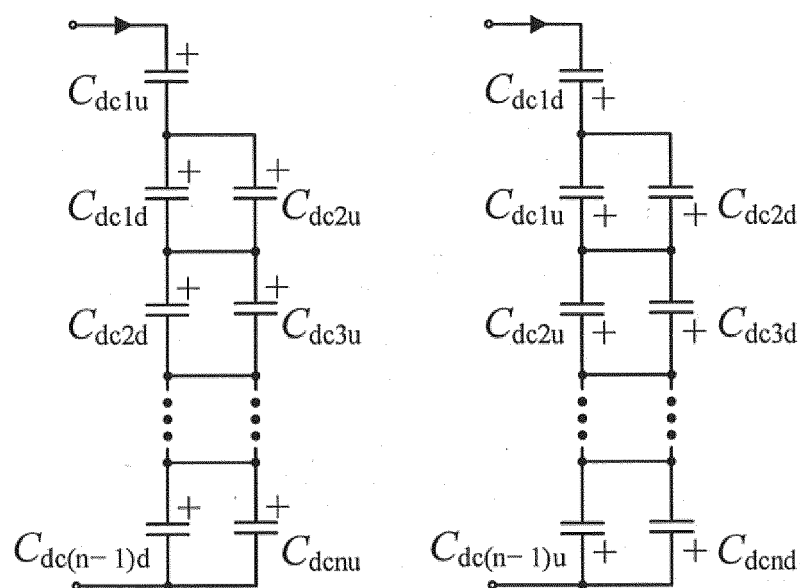 + C_dc1u
+ C_dc1d + C_dc2u
+ C_dc2d + C_dc3u
+ C_dc(n−1)d + C_dcnu
C_dc1d +
C_dc1u + + C_dc2d
C_dc2u + + C_dc3d
C_dc(n−1)u + + C_dcnd